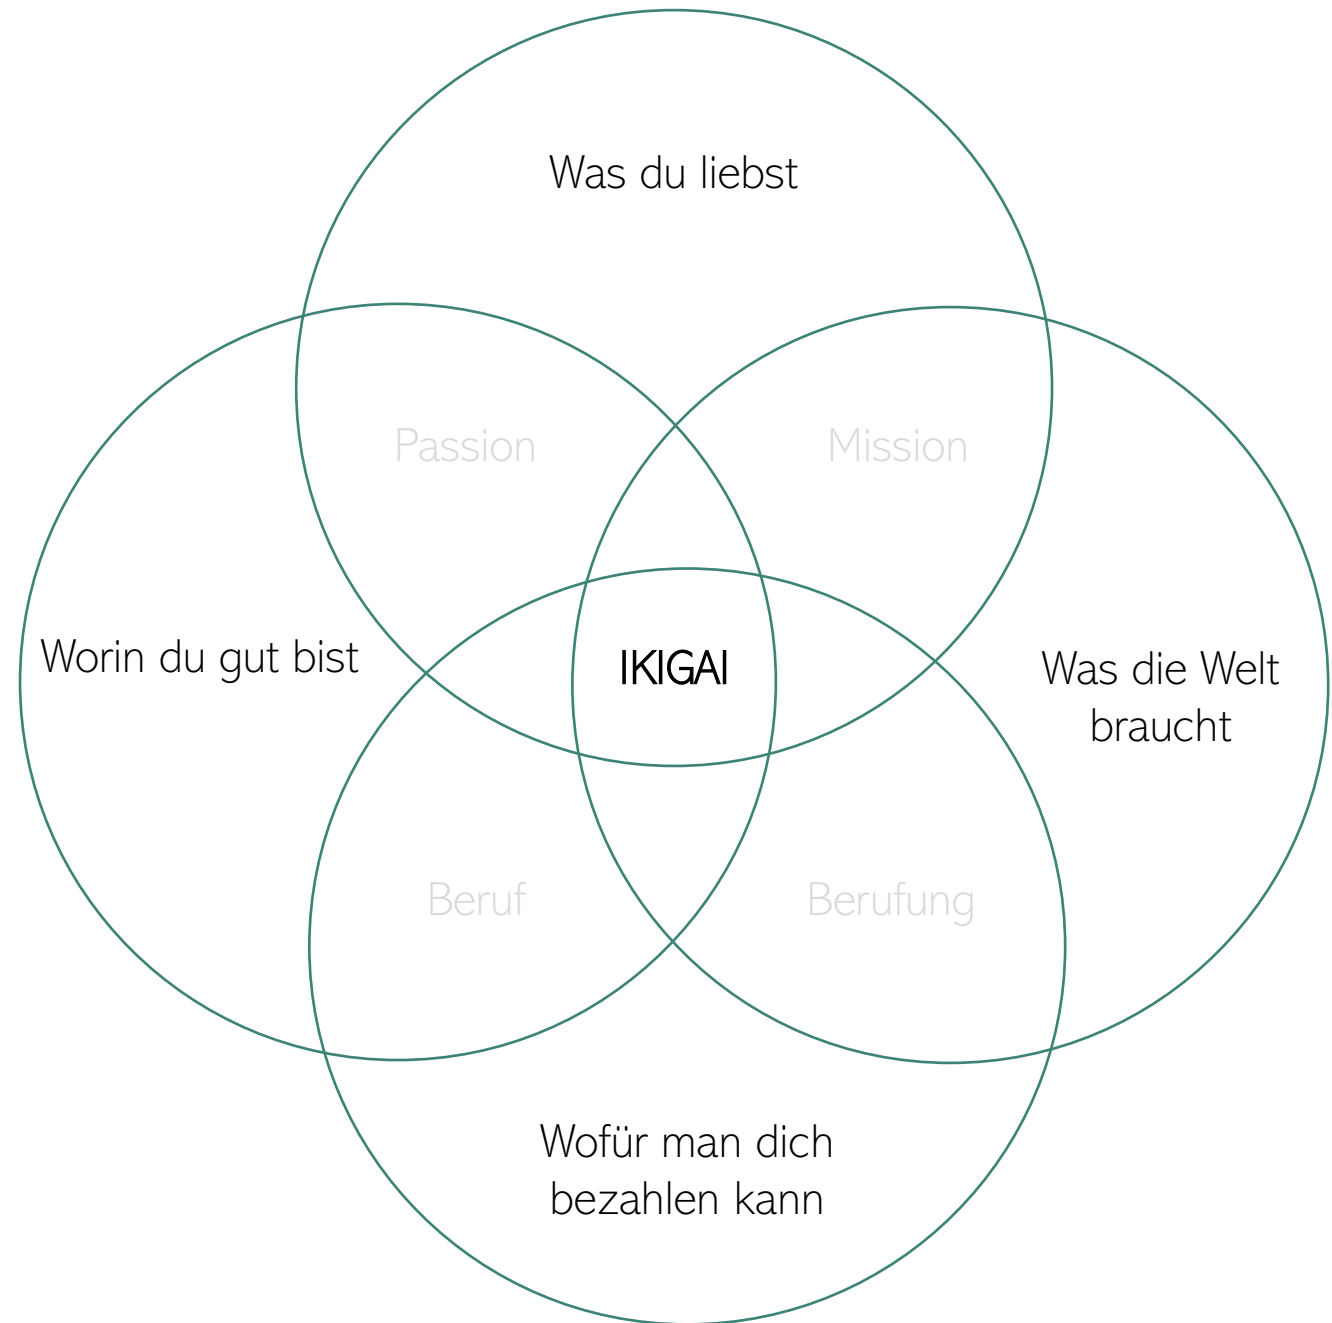 Was du liebst
Passion
Mission
Worin du gut bist
IKIGAI
Was die Welt
braucht
Beruf
Berufung
Wofür man dich
bezahlen kann